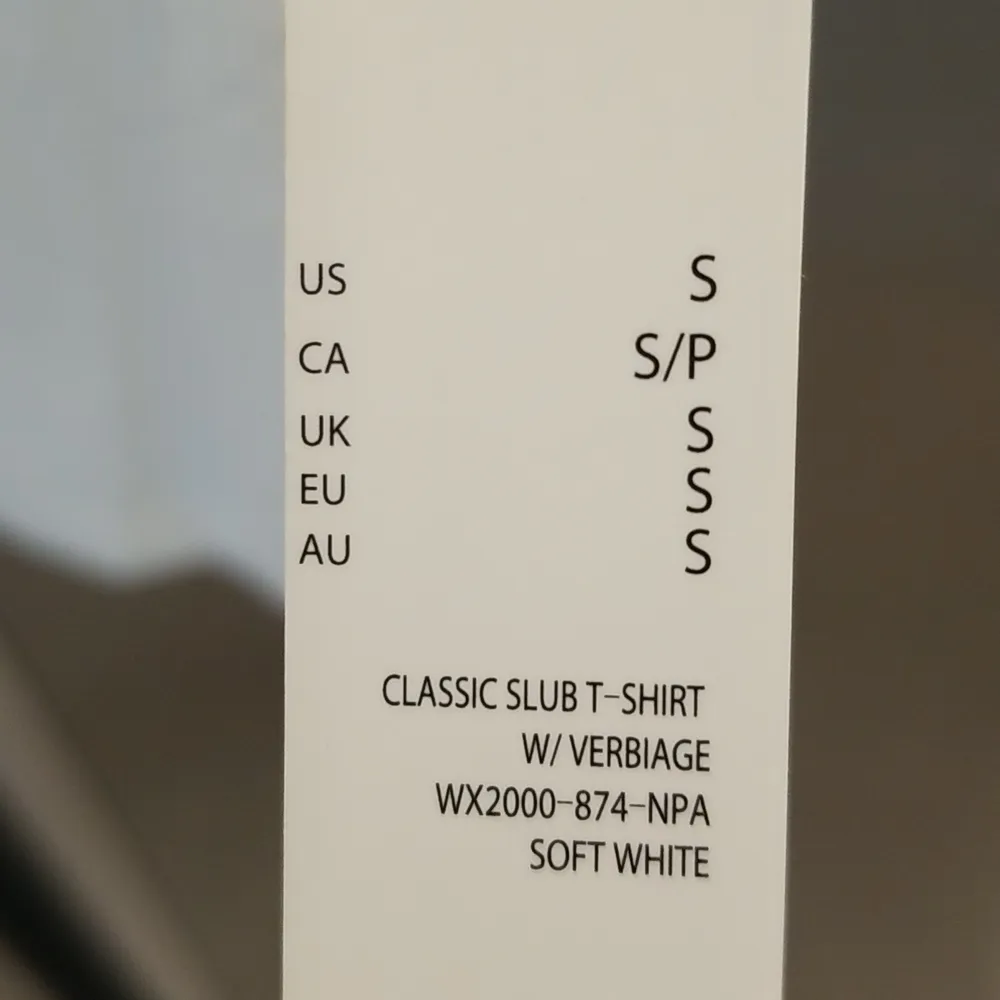 US S
CA S/P
UK S
EU S
AU S
CLASSIC SLUB T-SHIRT
W/ VERBIAGE
WX2000-874-NPA
SOFT WHITE